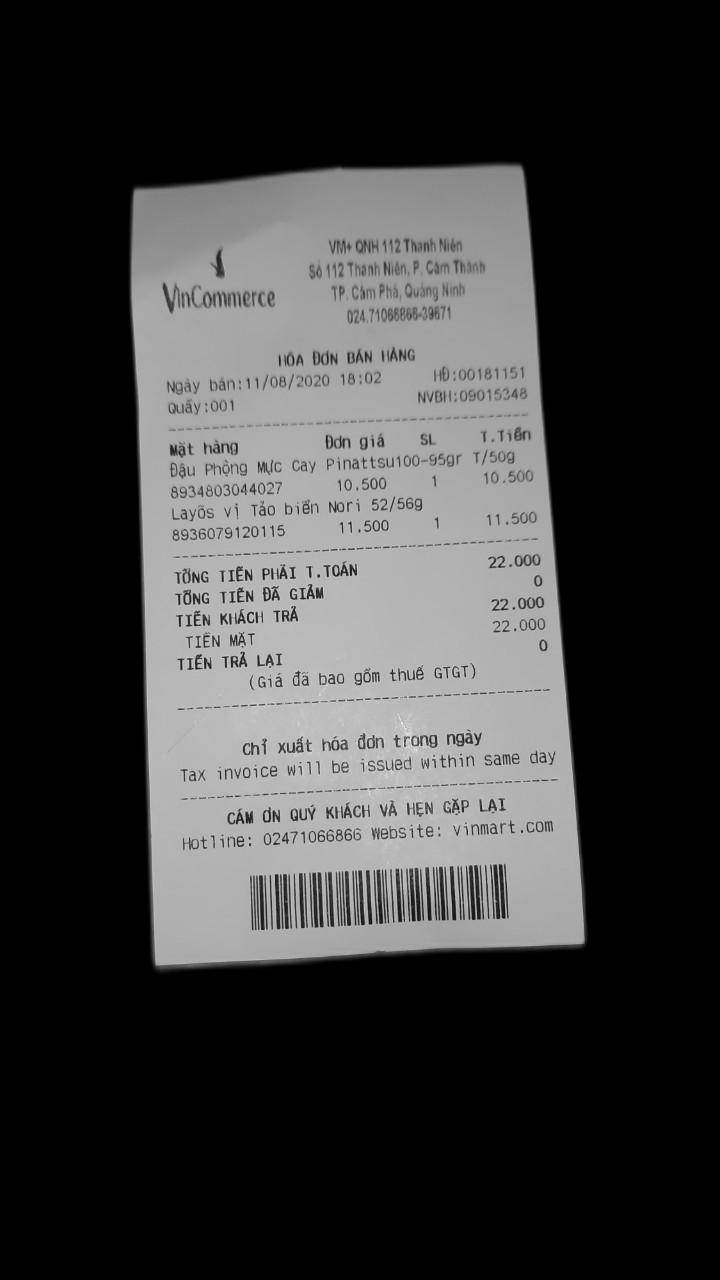 VinCommerce
VM+ QNH 112 Thanh Niên
Số 112 Thanh Niên, P. Cẩm Thành
TP. Cẩm Phả, Quảng Ninh
024.71066866-39671
HÓA ĐƠN BÁN HÀNG
Ngày bán:11/08/2020 18:02 HĐ:00181151
Quầy:001 NVBH:09015348
Mặt hàng Đơn giá SL T.Tiền
Đậu Phộng Mực Cay Pinattsu100-95gr T/50g
8934803044027 10.500 1 10.500
Layõs vị Tảo biển Nori 52/56g
8936079120115 11.500 1 11.500
TỔNG TIỀN PHẢI T.TOÁN 22.000
TỔNG TIỀN ĐÃ GIẢM 0
TIỀN KHÁCH TRẢ 22.000
TIỀN MẶT 22.000
TIỀN TRẢ LẠI 0
(Giá đã bao gồm thuế GTGT)
Chỉ xuất hóa đơn trong ngày
Tax invoice will be issued within same day
CẢM ƠN QUÝ KHÁCH VÀ HẸN GẶP LẠI
Hotline: 02471066866 Website: vinmart.com